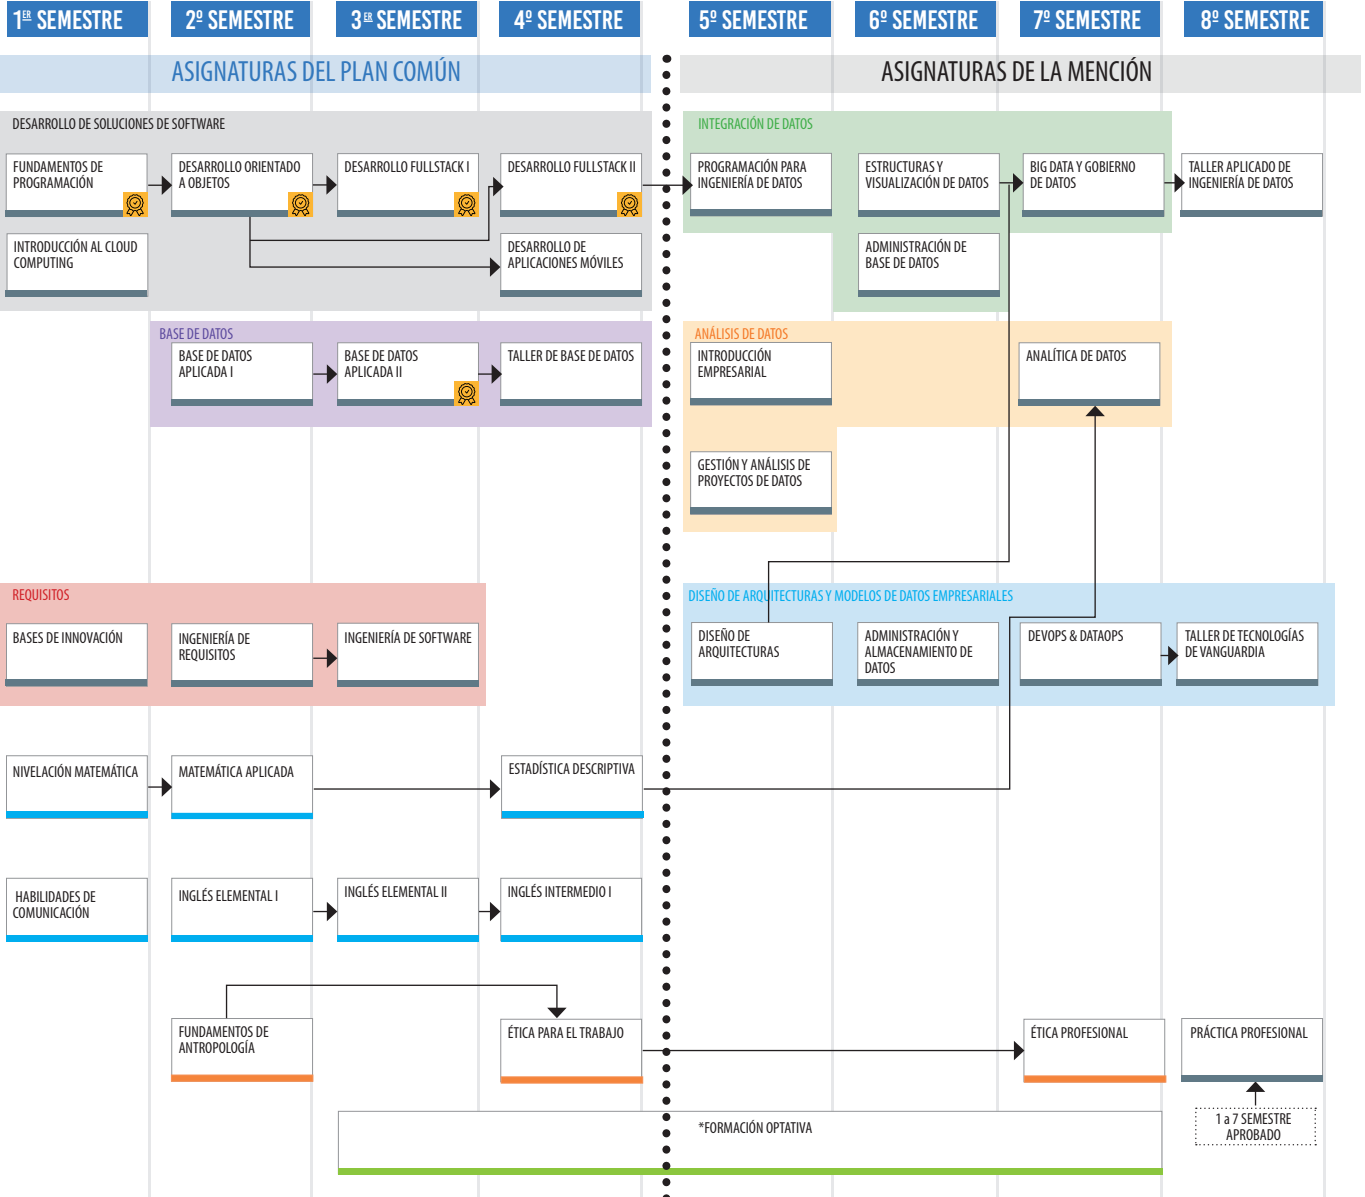 1ER SEMESTRE
2º SEMESTRE
3ER SEMESTRE
4º SEMESTRE
5º SEMESTRE
6º SEMESTRE
7º SEMESTRE
8º SEMESTRE
ASIGNATURAS DEL PLAN COMÚN
ASIGNATURAS DE LA MENCIÓN
DESARROLLO DE SOLUCIONES DE SOFTWARE
INTEGRACIÓN DE DATOS
FUNDAMENTOS DE
PROGRAMACIÓN
DESARROLLO ORIENTADO
A OBJETOS
DESARROLLO FULLSTACK I
DESARROLLO FULLSTACK II
PROGRAMACIÓN PARA
INGENIERÍA DE DATOS
ESTRUCTURAS Y
VISUALIZACIÓN DE DATOS
BIG DATA Y GOBIERNO
DE DATOS
TALLER APLICADO DE
INGENIERÍA DE DATOS
INTRODUCCIÓN AL CLOUD
COMPUTING
DESARROLLO DE
APLICACIONES MÓVILES
ADMINISTRACIÓN DE
BASE DE DATOS
BASE DE DATOS
ANÁLISIS DE DATOS
BASE DE DATOS
APLICADA I
BASE DE DATOS
APLICADA II
TALLER DE BASE DE DATOS
INTRODUCCIÓN
EMPRESARIAL
ANALÍTICA DE DATOS
GESTIÓN Y ANÁLISIS DE
PROYECTOS DE DATOS
REQUISITOS
DISEÑO DE ARQUITECTURAS Y MODELOS DE DATOS EMPRESARIALES
BASES DE INNOVACIÓN
INGENIERÍA DE
REQUISITOS
INGENIERÍA DE SOFTWARE
DISEÑO DE
ARQUITECTURAS
ADMINISTRACIÓN Y
ALMACENAMIENTO DE
DATOS
DEVOPS & DATAOPS
TALLER DE TECNOLOGÍAS
DE VANGUARDIA
NIVELACIÓN MATEMÁTICA
MATEMÁTICA APLICADA
ESTADÍSTICA DESCRIPTIVA
HABILIDADES DE
COMUNICACIÓN
INGLÉS ELEMENTAL I
INGLÉS ELEMENTAL II
INGLÉS INTERMEDIO I
FUNDAMENTOS DE
ANTROPOLOGÍA
ÉTICA PARA EL TRABAJO
ÉTICA PROFESIONAL
PRÁCTICA PROFESIONAL
1 a 7 SEMESTRE
APROBADO
*FORMACIÓN OPTATIVA